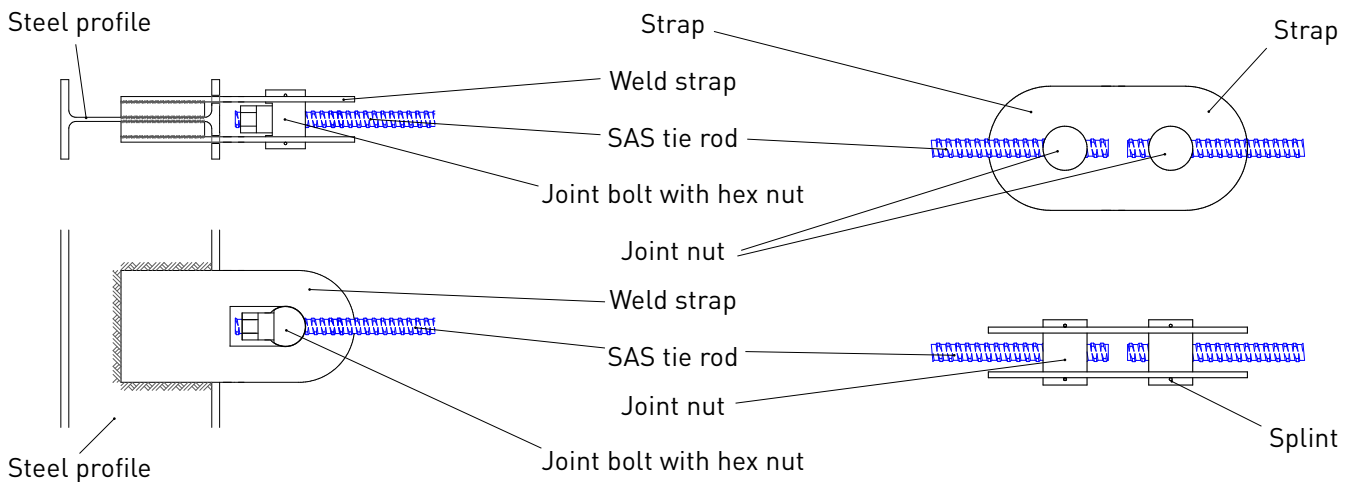 Steel profile
Strap
Strap
Weld strap
SAS tie rod
Joint bolt with hex nut
Joint nut
Weld strap
SAS tie rod
Joint nut
Splint
Steel profile
Joint bolt with hex nut